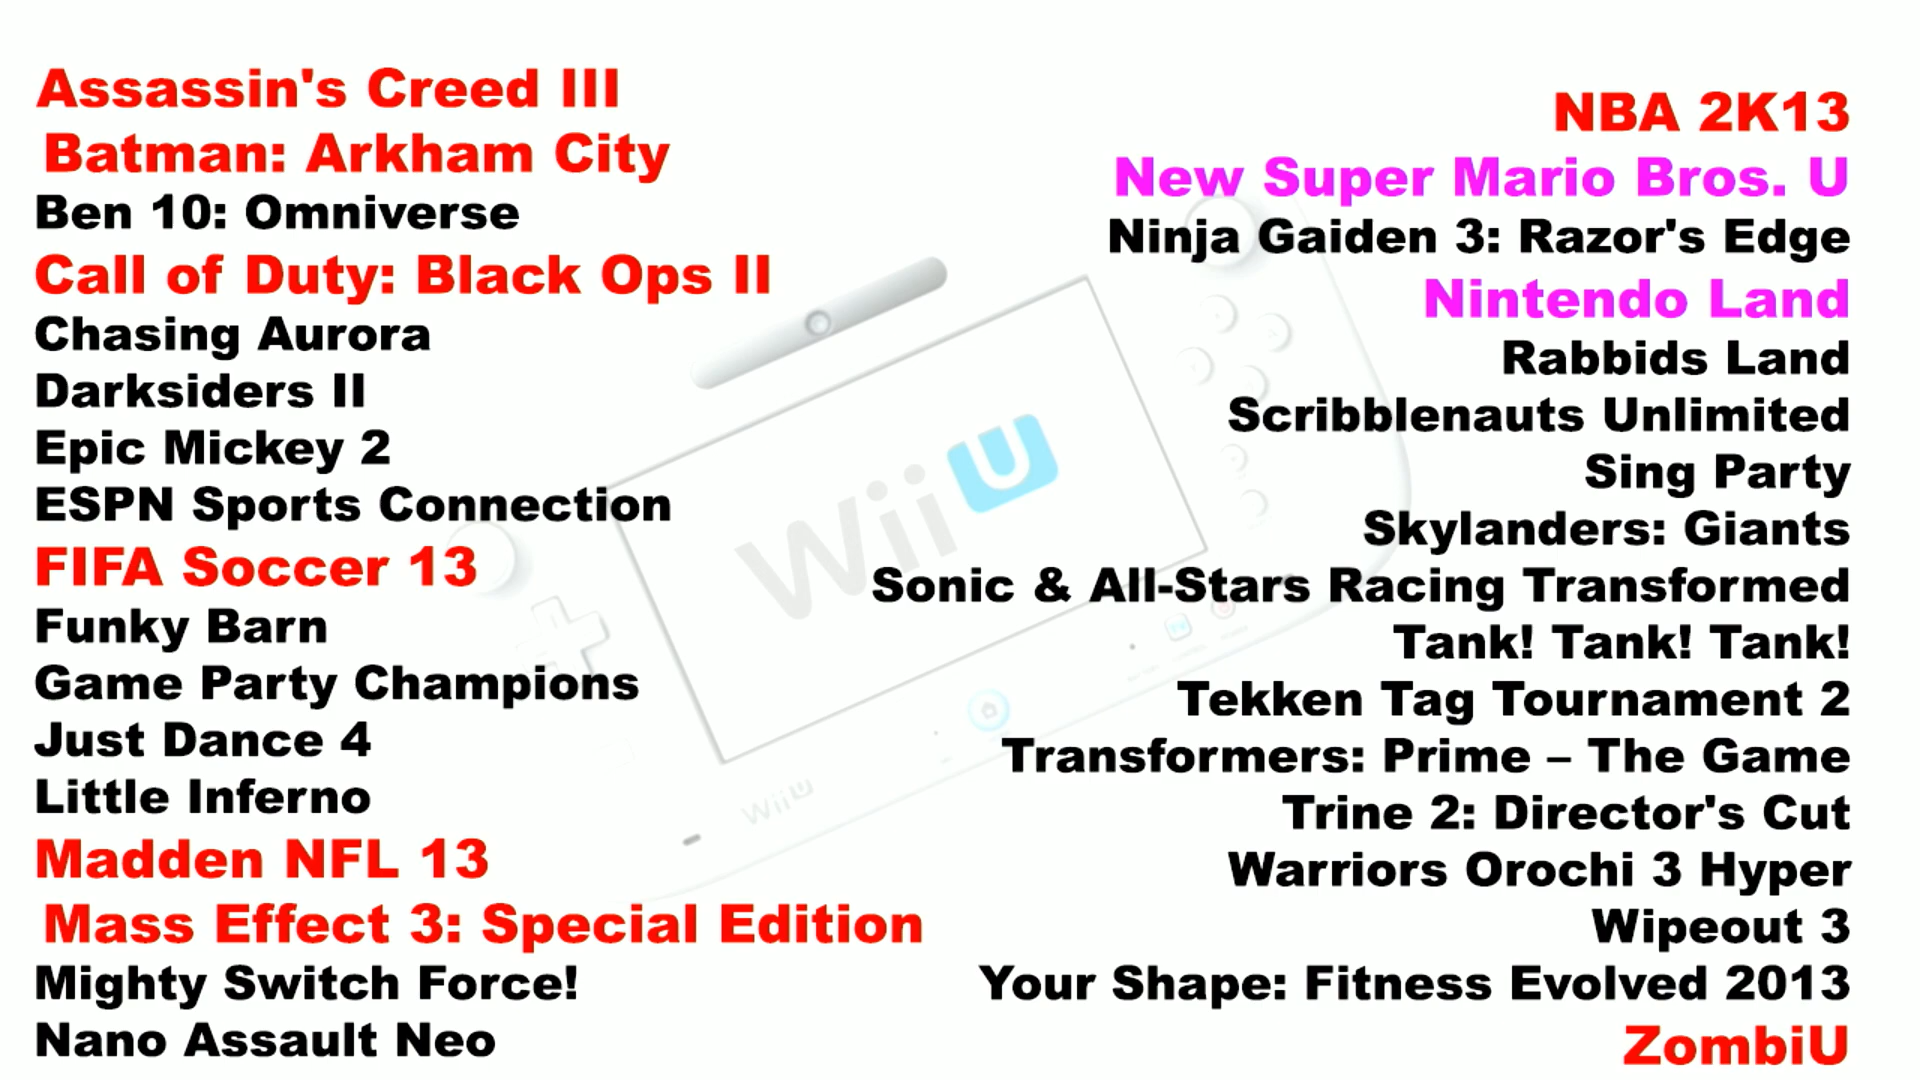 Assassin's Creed III
Batman: Arkham City
Ben 10: Omniverse
Call of Duty: Black Ops II
Chasing Aurora
Darksiders II
Epic Mickey 2
ESPN Sports Connection
FIFA Soccer 13
Funky Barn
Game Party Champions
Just Dance 4
Little Inferno
Madden NFL 13
Mass Effect 3: Special Edition
Mighty Switch Force!
Nano Assault Neo
NBA 2K13
New Super Mario Bros. U
Ninja Gaiden 3: Razor's Edge
Nintendo Land
Rabbids Land
Scribblenauts Unlimited
Sing Party
Skylanders: Giants
Sonic & All-Stars Racing Transformed
Tank! Tank! Tank!
Tekken Tag Tournament 2
Transformers: Prime – The Game
Trine 2: Director's Cut
Warriors Orochi 3 Hyper
Wipeout 3
Your Shape: Fitness Evolved 2013
ZombiU
Wii U
Wii U